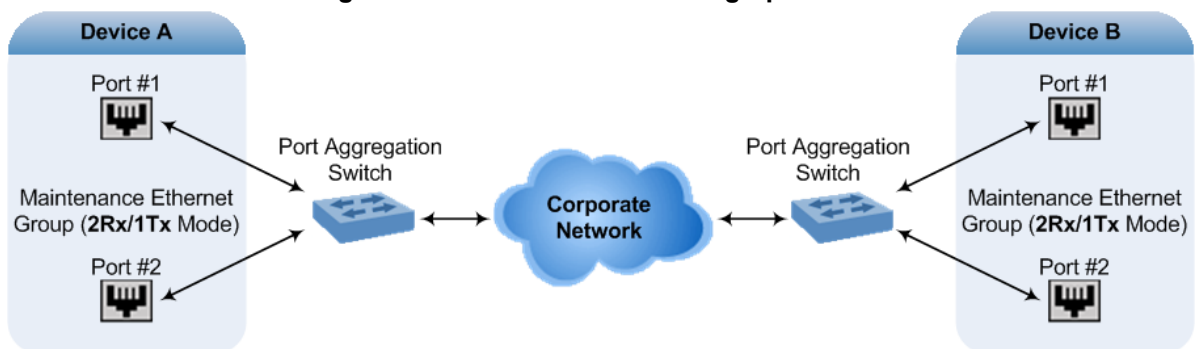 Device A
Port #1
Maintenance Ethernet
Group (2Rx/1Tx Mode)
Port #2
Port Aggregation
Switch
Corporate
Network
Port Aggregation
Switch
Device B
Port #1
Maintenance Ethernet
Group (2Rx/1Tx Mode)
Port #2